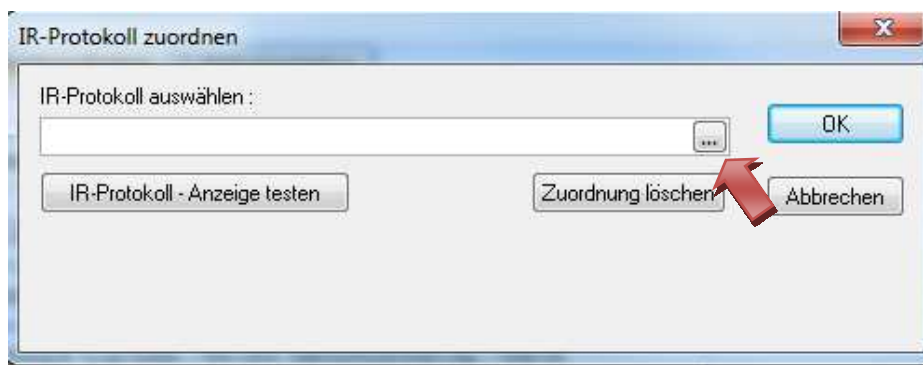 IR-Protokoll zuordnen
IR-Protokoll auswählen :
...
OK
IR-Protokoll - Anzeige testen
Zuordnung löschen
Abbrechen